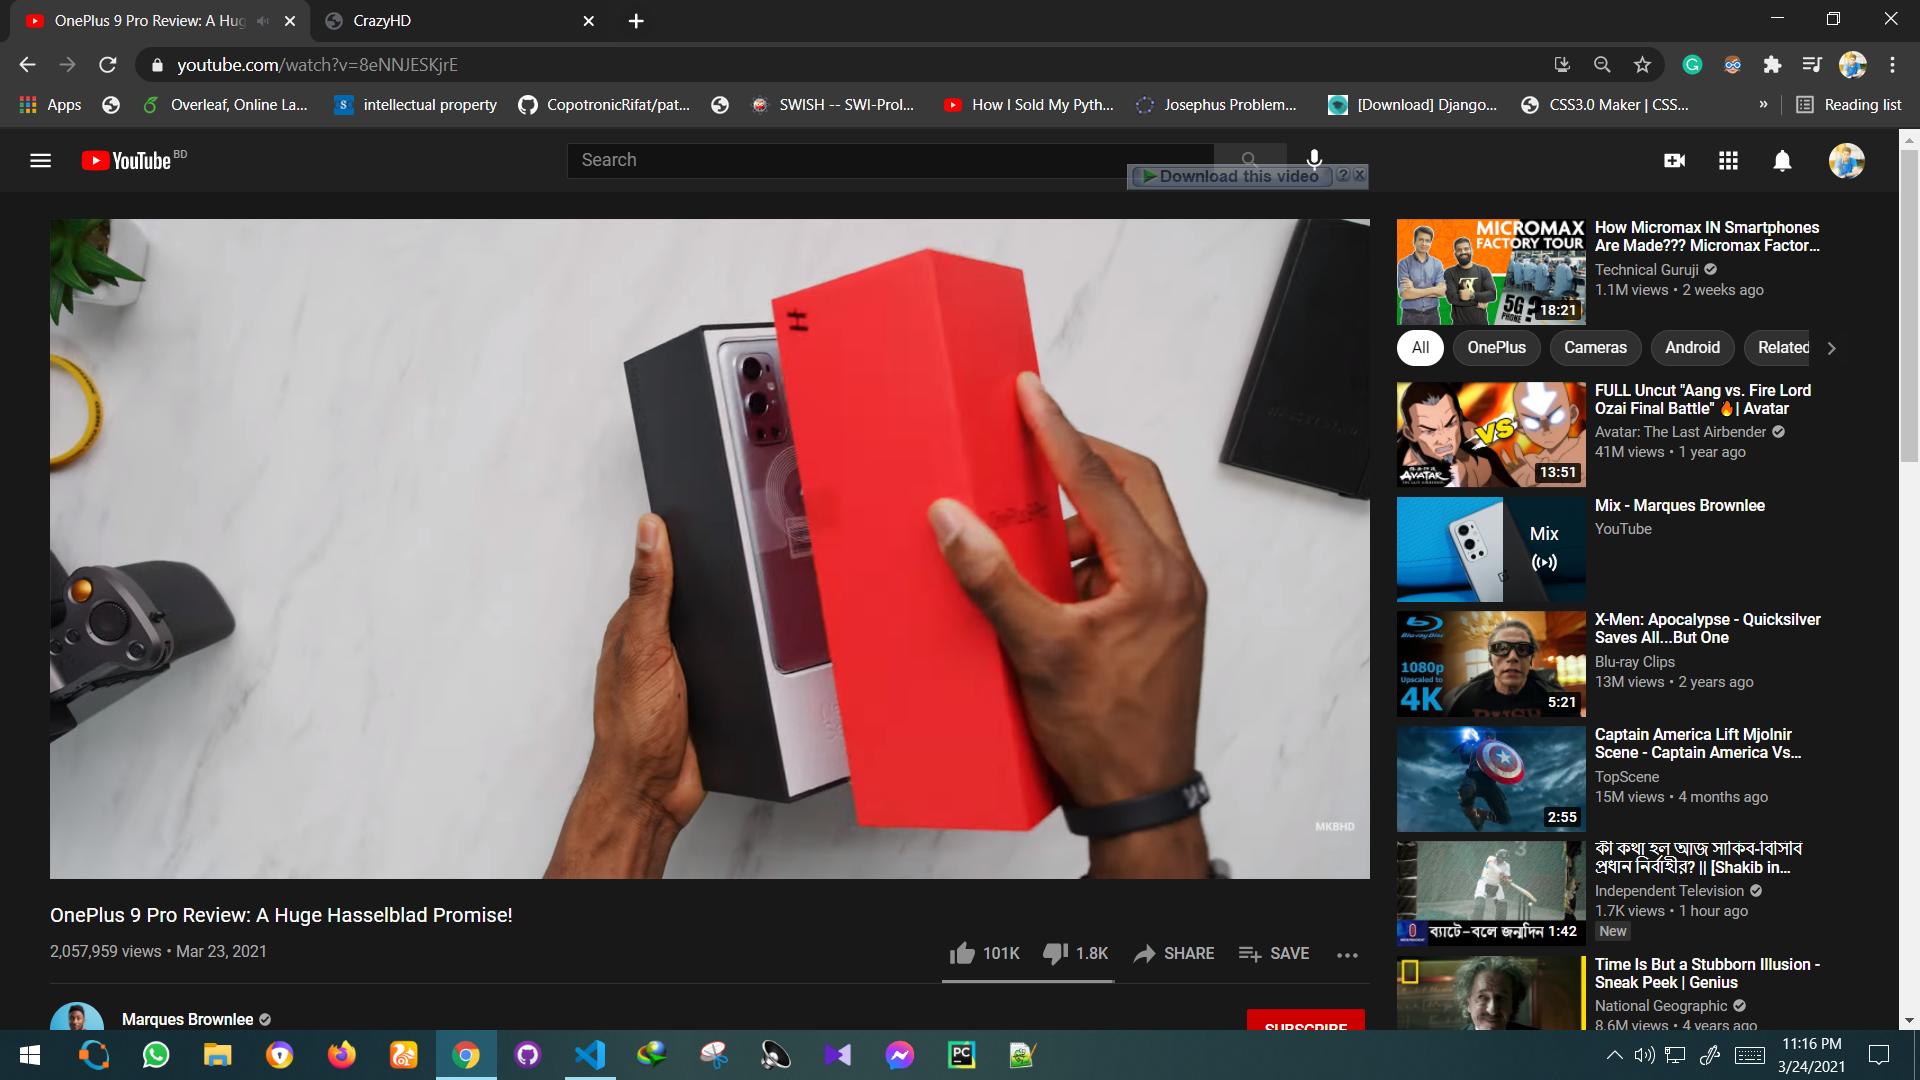 OnePlus 9 Pro Review: A Hug
CrazyHD
youtube.com/watch?v=8eNNJESKjrE
Apps
Overleaf, Online La...
intellectual property
CopotronicRifat/pat...
SWISH -- SWI-Prol...
How I Sold My Pyth...
Josephus Problem...
[Download] Django...
CSS3.0 Maker | CSS...
»
Reading list
YouTube BD
Search
Download this video
MKBHD
OnePlus 9 Pro Review: A Huge Hasselblad Promise!
2,057,959 views • Mar 23, 2021
101K
1.8K
SHARE
SAVE
Marques Brownlee
SUBSCRIBE
MICROMAX
FACTORY TOUR
5G
PHONE ?
18:21
How Micromax IN Smartphones
Are Made??? Micromax Factor...
Technical Guruji
1.1M views • 2 weeks ago
All
OnePlus
Cameras
Android
Related
VS
AVATAR
13:51
FULL Uncut "Aang vs. Fire Lord
Ozai Final Battle" 🔥| Avatar
Avatar: The Last Airbender
41M views • 1 year ago
Mix
Mix - Marques Brownlee
YouTube
Blu-ray Disc
1080p
Upscaled to
4K
RUSH
5:21
X-Men: Apocalypse - Quicksilver
Saves All...But One
Blu-ray Clips
13M views • 2 years ago
2:55
Captain America Lift Mjolnir
Scene - Captain America Vs...
TopScene
15M views • 4 months ago
3
ব্যাটে-বলে জন্মদিন
1:42
কী কথা হল আজ সাকিব-বিসিবি
প্রধান নির্বাহীর? || [Shakib in...
Independent Television
1.7K views • 1 hour ago
New
Time Is But a Stubborn Illusion -
Sneak Peek | Genius
National Geographic
8.6M views • 4 years ago
PC
11:16 PM
3/24/2021